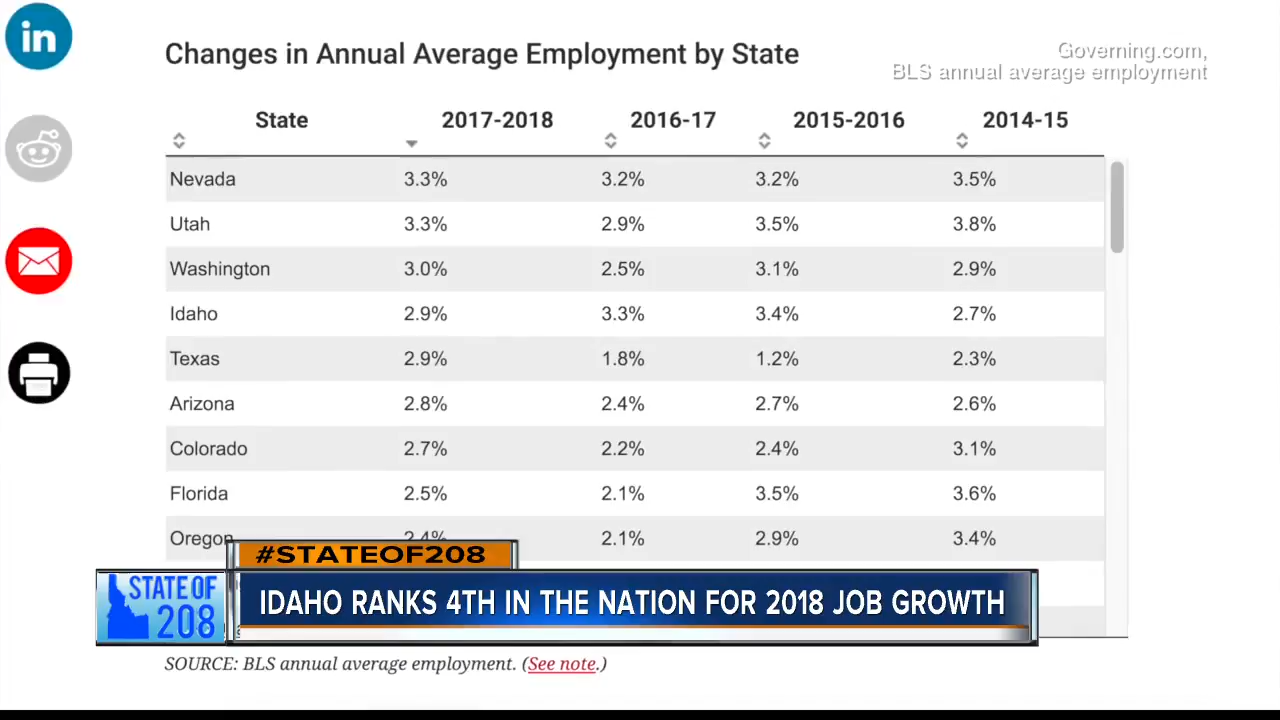 in
Changes in Annual Average Employment by State
Governing.com,
BLS annual average employment
State 2017-2018 2016-17 2015-2016 2014-15
Nevada 3.3% 3.2% 3.2% 3.5%
Utah 3.3% 2.9% 3.5% 3.8%
Washington 3.0% 2.5% 3.1% 2.9%
Idaho 2.9% 3.3% 3.4% 2.7%
Texas 2.9% 1.8% 1.2% 2.3%
Arizona 2.8% 2.4% 2.7% 2.6%
Colorado 2.7% 2.2% 2.4% 3.1%
Florida 2.5% 2.1% 3.5% 3.6%
Oregon 2.4% 2.1% 2.9% 3.4%
#STATEOF208
STATE OF
208
IDAHO RANKS 4TH IN THE NATION FOR 2018 JOB GROWTH
SOURCE: BLS annual average employment. (See note.)